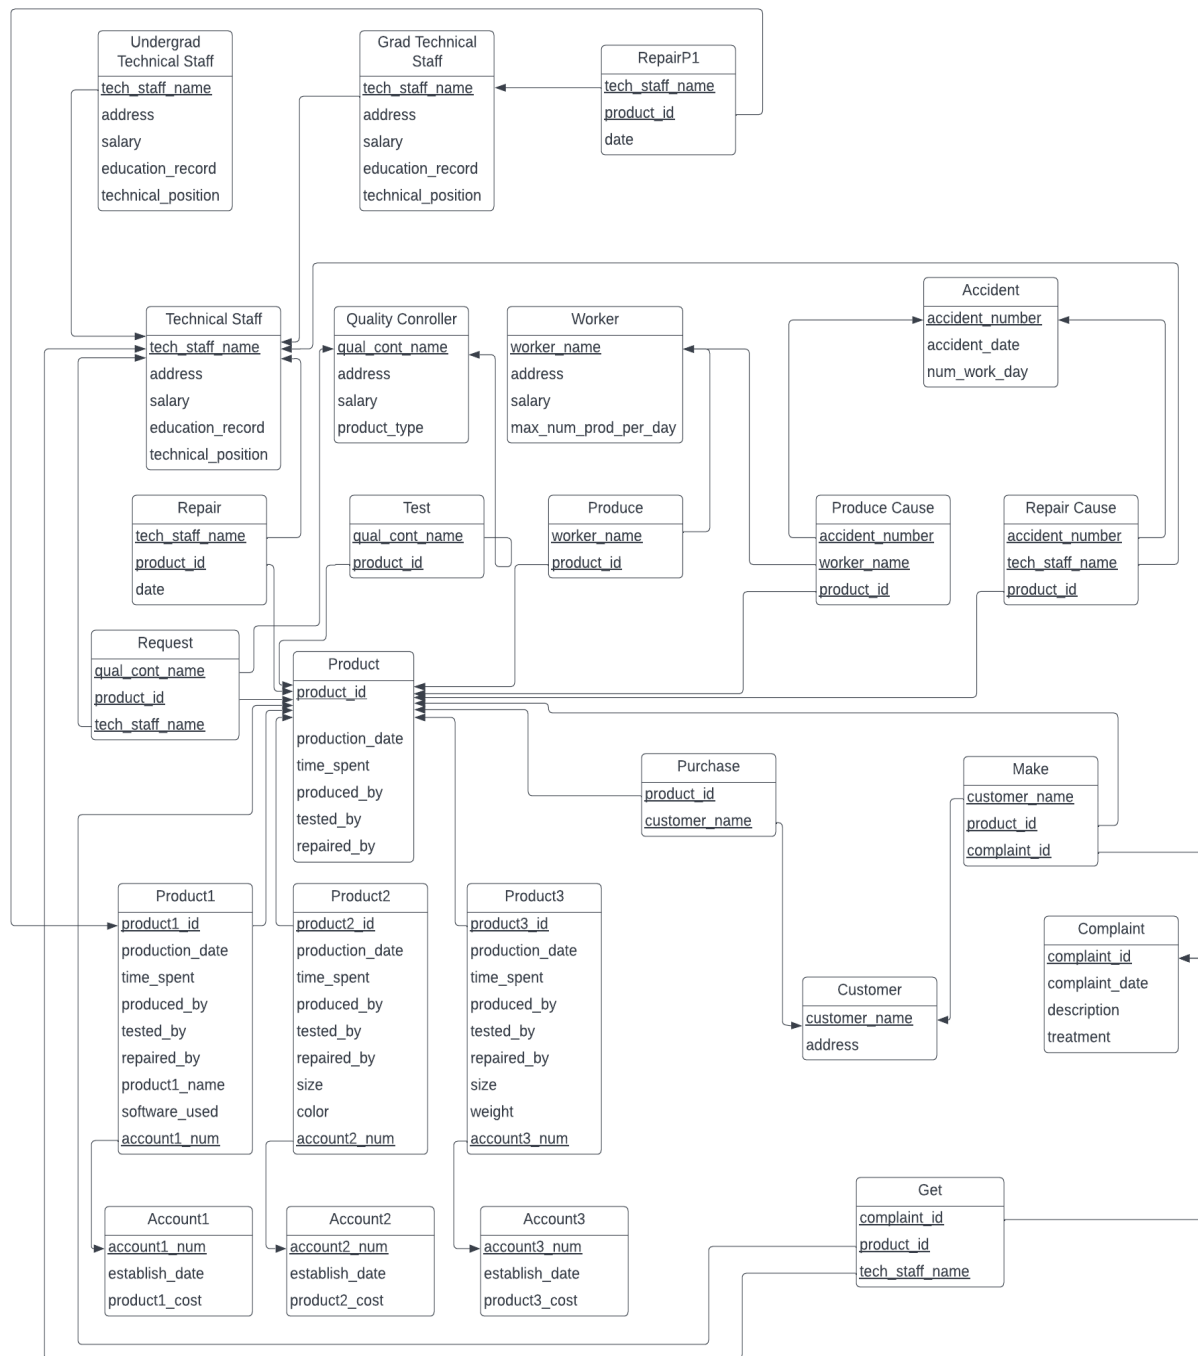 Undergrad
Technical Staff
tech_staff_name
address
salary
education_record
technical_position
Grad Technical
Staff
tech_staff_name
address
salary
education_record
technical_position
RepairP1
tech_staff_name
product_id
date
Technical Staff
tech_staff_name
address
salary
education_record
technical_position
Quality Conroller
qual_cont_name
address
salary
product_type
Worker
worker_name
address
salary
max_num_prod_per_day
Accident
accident_number
accident_date
num_work_day
Repair
tech_staff_name
product_id
date
Test
qual_cont_name
product_id
Produce
worker_name
product_id
Produce Cause
accident_number
worker_name
product_id
Repair Cause
accident_number
tech_staff_name
product_id
Request
qual_cont_name
product_id
tech_staff_name
Product
product_id
production_date
time_spent
produced_by
tested_by
repaired_by
Purchase
product_id
customer_name
Make
customer_name
product_id
complaint_id
Product1
product1_id
production_date
time_spent
produced_by
tested_by
repaired_by
product1_name
software_used
account1_num
Product2
product2_id
production_date
time_spent
produced_by
tested_by
repaired_by
size
color
account2_num
Product3
product3_id
production_date
time_spent
produced_by
tested_by
repaired_by
size
weight
account3_num
Customer
customer_name
address
Complaint
complaint_id
complaint_date
description
treatment
Account1
account1_num
establish_date
product1_cost
Account2
account2_num
establish_date
product2_cost
Account3
account3_num
establish_date
product3_cost
Get
complaint_id
product_id
tech_staff_name